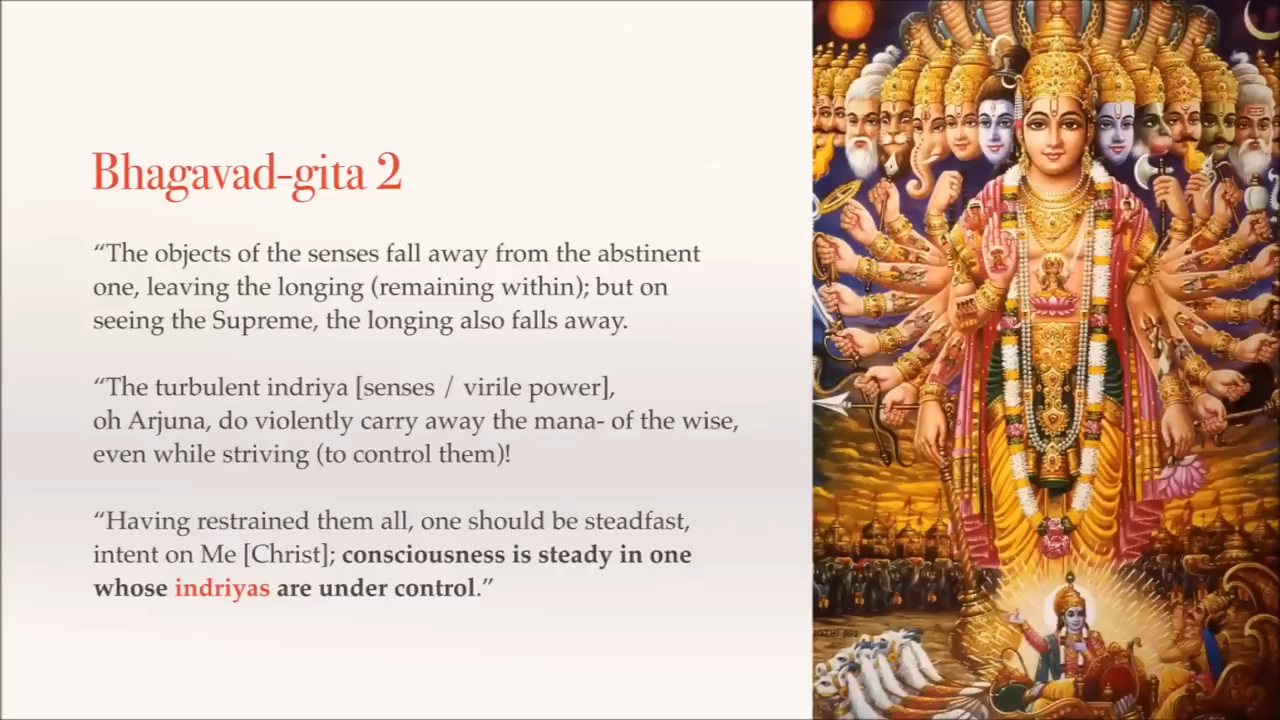 Bhagavad-gita 2
“The objects of the senses fall away from the abstinent
one, leaving the longing (remaining within); but on
seeing the Supreme, the longing also falls away.
“The turbulent indriya [senses / virile power],
oh Arjuna, do violently carry away the mana- of the wise,
even while striving (to control them)!
“Having restrained them all, one should be steadfast,
intent on Me [Christ]; consciousness is steady in one
whose indriyas are under control.”